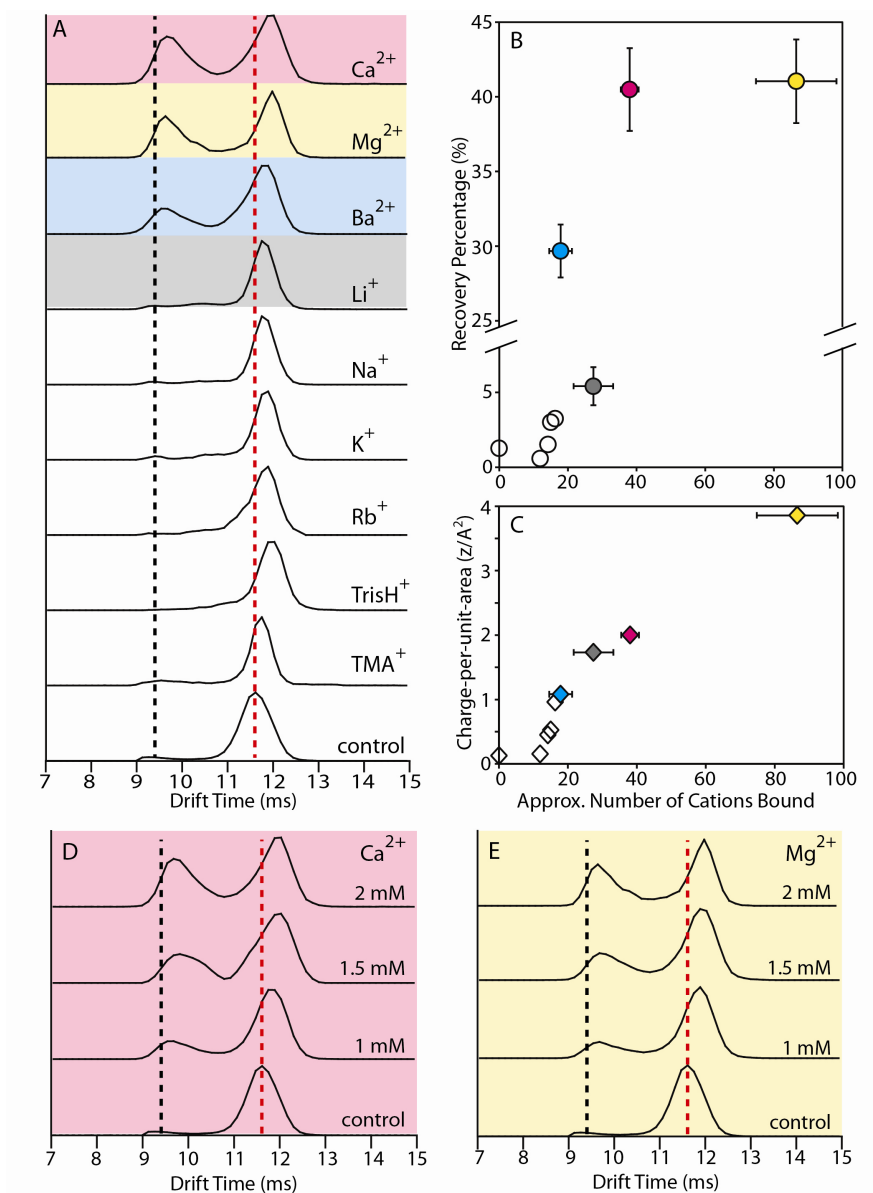 A
Ca2+
Mg2+
Ba2+
Li+
Na+
K+
Rb+
TrisH+
TMA+
control
7 8 9 10 11 12 13 14 15
Drift Time (ms)
B
Recovery Percentage (%)
45
40
35
30
25
5
0
0 20 40 60 80 100
C
Charge-per-unit-area (z/A2)
4
3
2
1
0
0 20 40 60 80 100
Approx. Number of Cations Bound
D
Ca2+
2 mM
1.5 mM
1 mM
control
7 8 9 10 11 12 13 14 15
Drift Time (ms)
E
Mg2+
2 mM
1.5 mM
1 mM
control
7 8 9 10 11 12 13 14 15
Drift Time (ms)